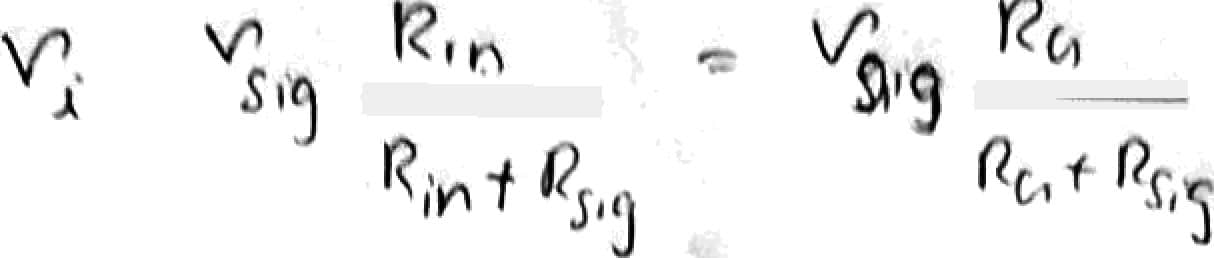 Vi Vsig Rin = Vsig RG
Rin + Rsig RG + Rsig